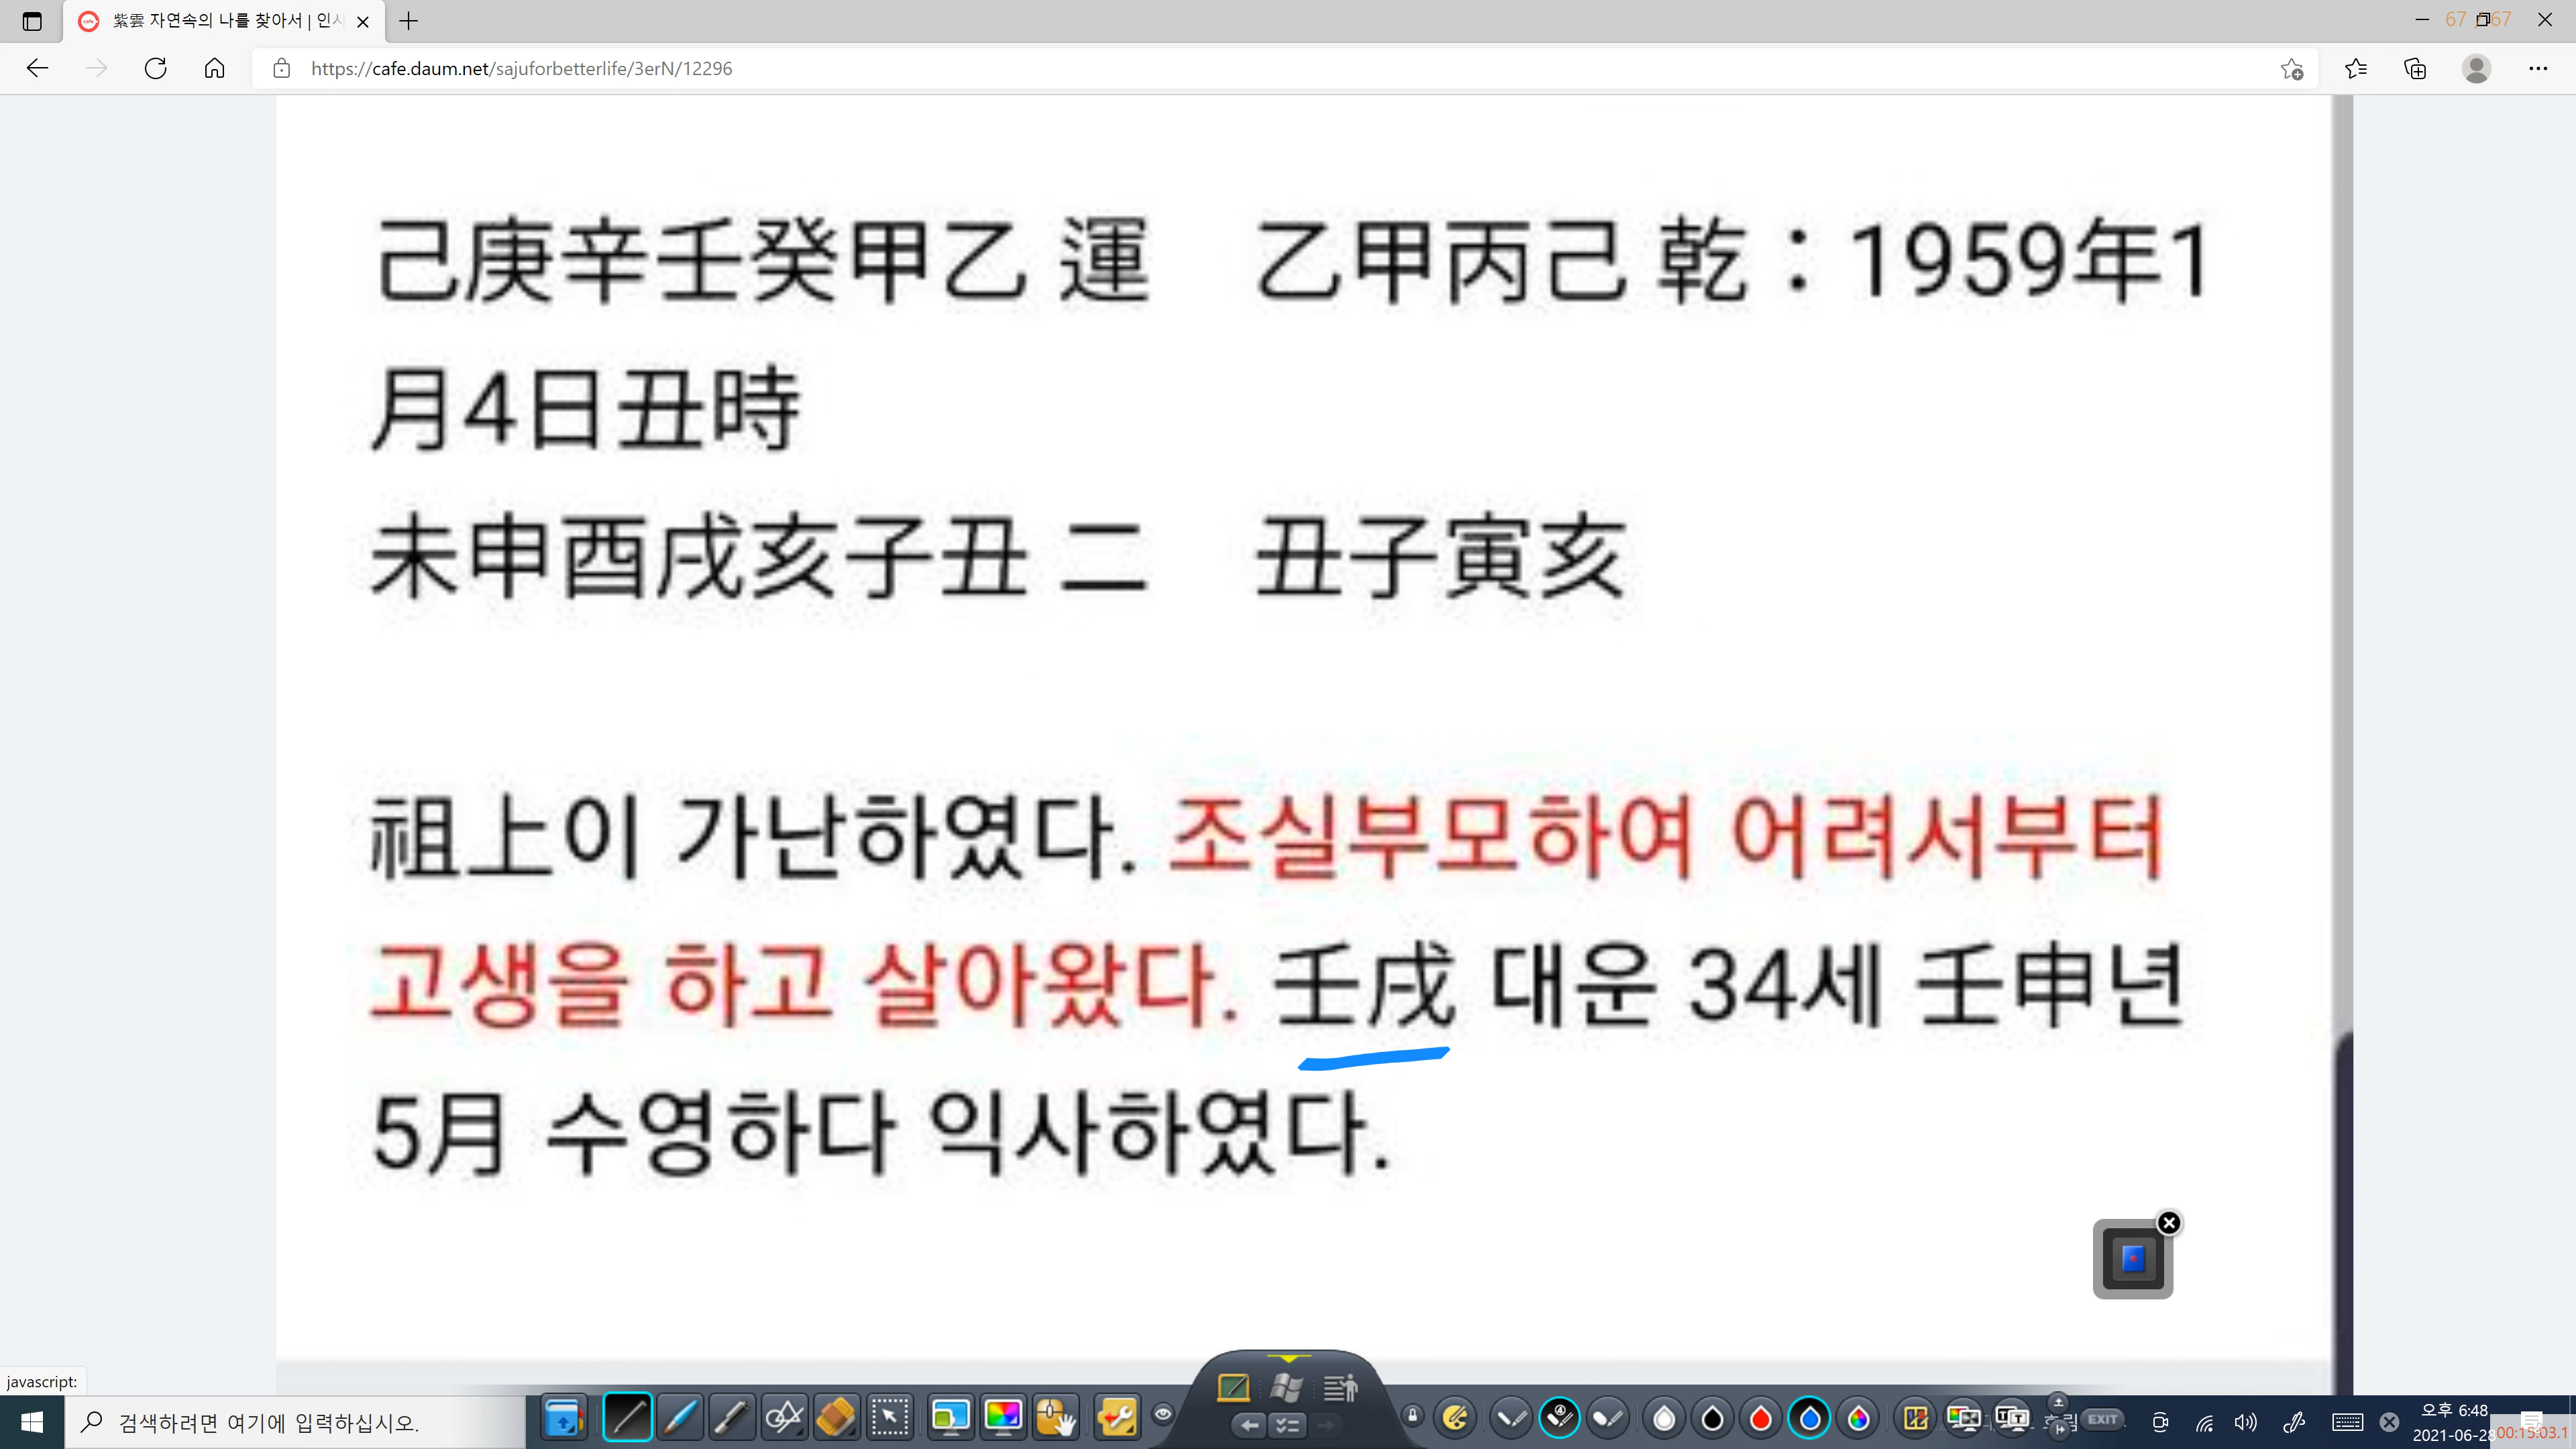 紫雲 자연속의 나를 찾아서 | 인시
67 67
https://cafe.daum.net/sajuforbetterlife/3erN/12296
己庚辛壬癸甲乙 運 乙甲丙己 乾 : 1959年1
月4日丑時
未申酉戌亥子丑 二 丑子寅亥
祖上이 가난하였다. 조실부모하여 어려서부터
고생을 하고 살아왔다. 壬戌 대운 34세 壬申년
5月 수영하다 익사하였다.
javascript:
검색하려면 여기에 입력하십시오.
EXIT
오후 6:48
2021-06-28
00:15:03.1